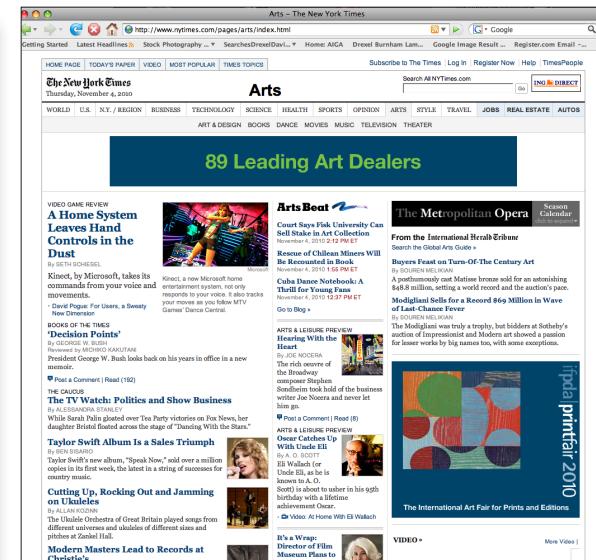 Arts - The New York Times
http://www.nytimes.com/pages/arts/index.html
Google
Getting Started Latest Headlines Stock Photography ... SearchesDrexelDavi... Home: AIGA Drexel Burnham Lam... Google Image Result ... Register.com Email -...
HOME PAGE TODAY'S PAPER VIDEO MOST POPULAR TIMES TOPICS
Subscribe to The Times Log In Register Now Help TimesPeople
The New York Times
Thursday, November 4, 2010
Arts
Search All NYTimes.com
Go
ING DIRECT
WORLD U.S. N.Y. / REGION BUSINESS TECHNOLOGY SCIENCE HEALTH SPORTS OPINION ARTS STYLE TRAVEL JOBS REAL ESTATE AUTOS
ART & DESIGN BOOKS DANCE MOVIES MUSIC TELEVISION THEATER
89 Leading Art Dealers
VIDEO GAME REVIEW
A Home System
Leaves Hand
Controls in the
Dust
By SETH SCHIESEL
Kinect, by Microsoft, takes its
commands from your voice and
movements.
· David Pogue: For Users, a Sweaty
New Dimension
Microsoft
Kinect, a new Microsoft home
entertainment system, not only
responds to your voice. It also tracks
your moves as you follow MTV
Games' Dance Central.
BOOKS OF THE TIMES
'Decision Points'
By GEORGE W. BUSH
Reviewed by MICHIKO KAKUTANI
President George W. Bush looks back on his years in office in a new
memoir.
Post a Comment | Read (192)
THE CAUCUS
The TV Watch: Politics and Show Business
By ALESSANDRA STANLEY
While Sarah Palin gloated over Tea Party victories on Fox News, her
daughter Bristol floated across the stage of "Dancing With the Stars."
Taylor Swift Album Is a Sales Triumph
By BEN SISARIO
Taylor Swift's new album, "Speak Now," sold over a million
copies in its first week, the latest in a string of successes for
country music.
Cutting Up, Rocking Out and Jamming
on Ukuleles
By ALLAN KOZINN
The Ukulele Orchestra of Great Britain played songs from
different universes and ukuleles of different sizes and
pitches at Zankel Hall.
Modern Masters Lead to Records at
Christie's
Arts Beat
Court Says Fisk University Can
Sell Stake in Art Collection
November 4, 2010 2:12 PM ET
Rescue of Chilean Miners Will
Be Recounted in Book
November 4, 2010 1:55 PM ET
Cuba Dance Notebook: A
Thrill for Young Fans
November 4, 2010 12:37 PM ET
Go to Blog »
ARTS & LEISURE PREVIEW
Hearing With the
Heart
By JOE NOCERA
The rich oeuvre of
the Broadway
composer Stephen
Sondheim took hold of the business
writer Joe Nocera and never let
him go.
Post a Comment | Read (8)
ARTS & LEISURE PREVIEW
Oscar Catches Up
With Uncle Eli
By A. O. SCOTT
Eli Wallach (or
Uncle Eli, as he is
known to A. O.
Scott) is about to usher in his 95th
birthday with a lifetime
achievement Oscar.
· Video: At Home With Eli Wallach
It's a Wrap:
Director of Film
Museum Plans to
The Metropolitan Opera
Season
Calendar
click to expand
From the International Herald Tribune
Search the Global Arts Guide »
Buyers Feast on Turn-Of-The Century Art
By SOUREN MELIKIAN
A posthumously cast Matisse bronze sold for an astonishing
$48.8 million, setting a world record and the auction's pace.
Modigliani Sells for a Record $69 Million in Wave
of Last-Chance Fever
By SOUREN MELIKIAN
The Modigliani was truly a trophy, but bidders at Sotheby's
auction of Impressionist and Modern art showed a passion
for lesser works by big names too, with some exceptions.
ifpda | printfair 2010
The International Art Fair for Prints and Editions
VIDEO »
More Video |